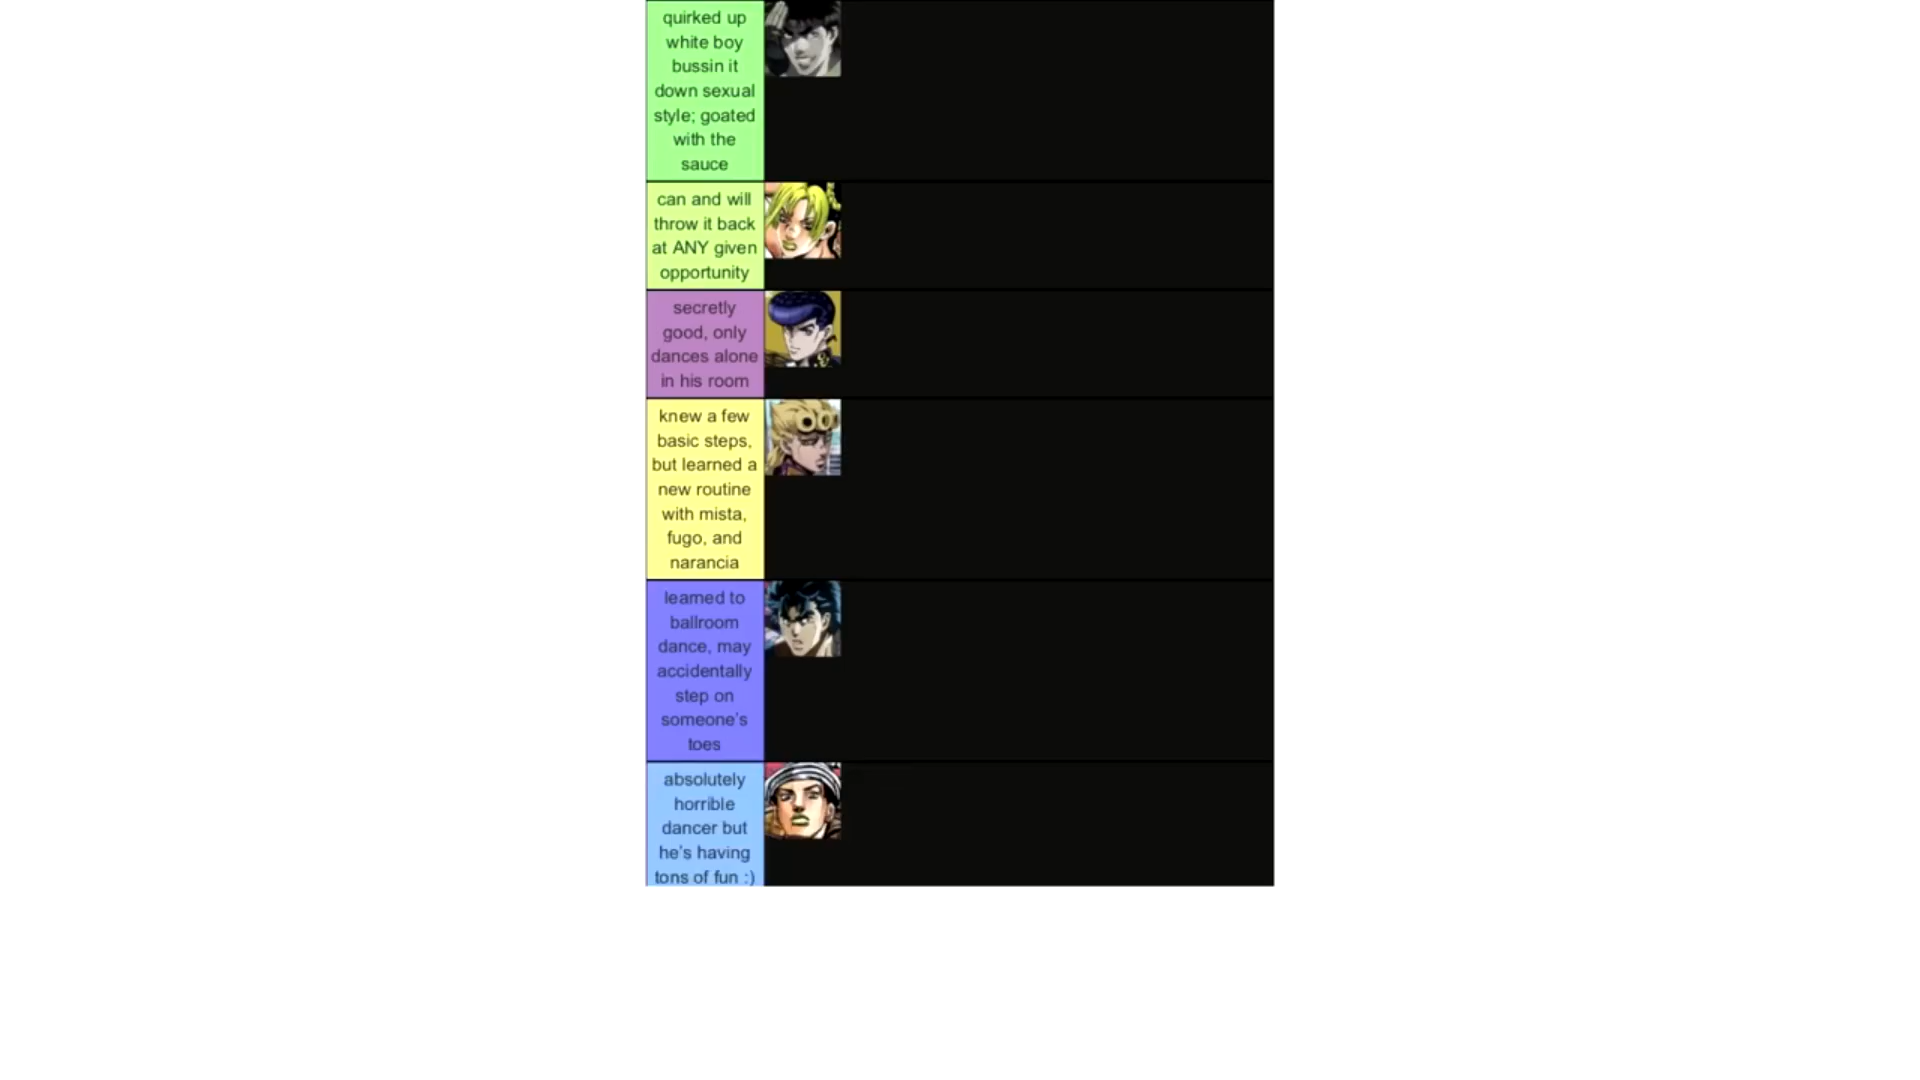 quirked up
white boy
bussin it
down sexual
style; goated
with the
sauce
can and will
throw it back
at ANY given
opportunity
secretly
good, only
dances alone
in his room
knew a few
basic steps,
but learned a
new routine
with mista,
fugo, and
narancia
learned to
ballroom
dance, may
accidentally
step on
someone's
toes
absolutely
horrible
dancer but
he's having
tons of fun :)